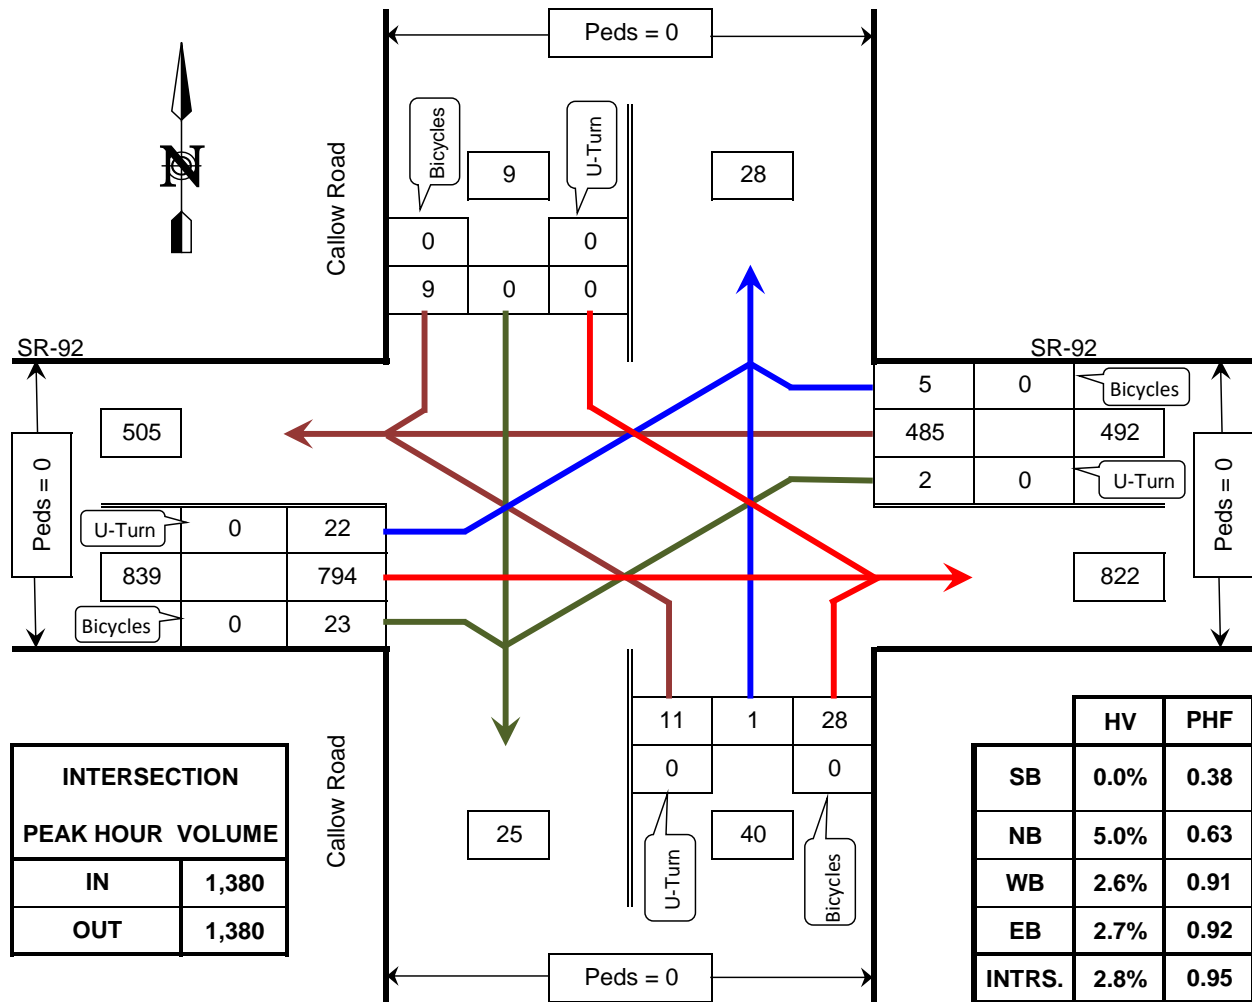 Peds = 0
N
Callow Road
Bicycles
9
U-Turn
28
0 0
9 0 0
SR-92
SR-92
Peds = 0
505
5 0 Bicycles
485 492
2 0 U-Turn
Peds = 0
U-Turn 0 22
839 794
Bicycles 0 23
822
11 1 28
0 0
25
40
U-Turn
Bicycles
Callow Road
INTERSECTION
PEAK HOUR VOLUME
IN 1,380
OUT 1,380
HV PHF
SB 0.0% 0.38
NB 5.0% 0.63
WB 2.6% 0.91
EB 2.7% 0.92
INTRS. 2.8% 0.95
Peds = 0